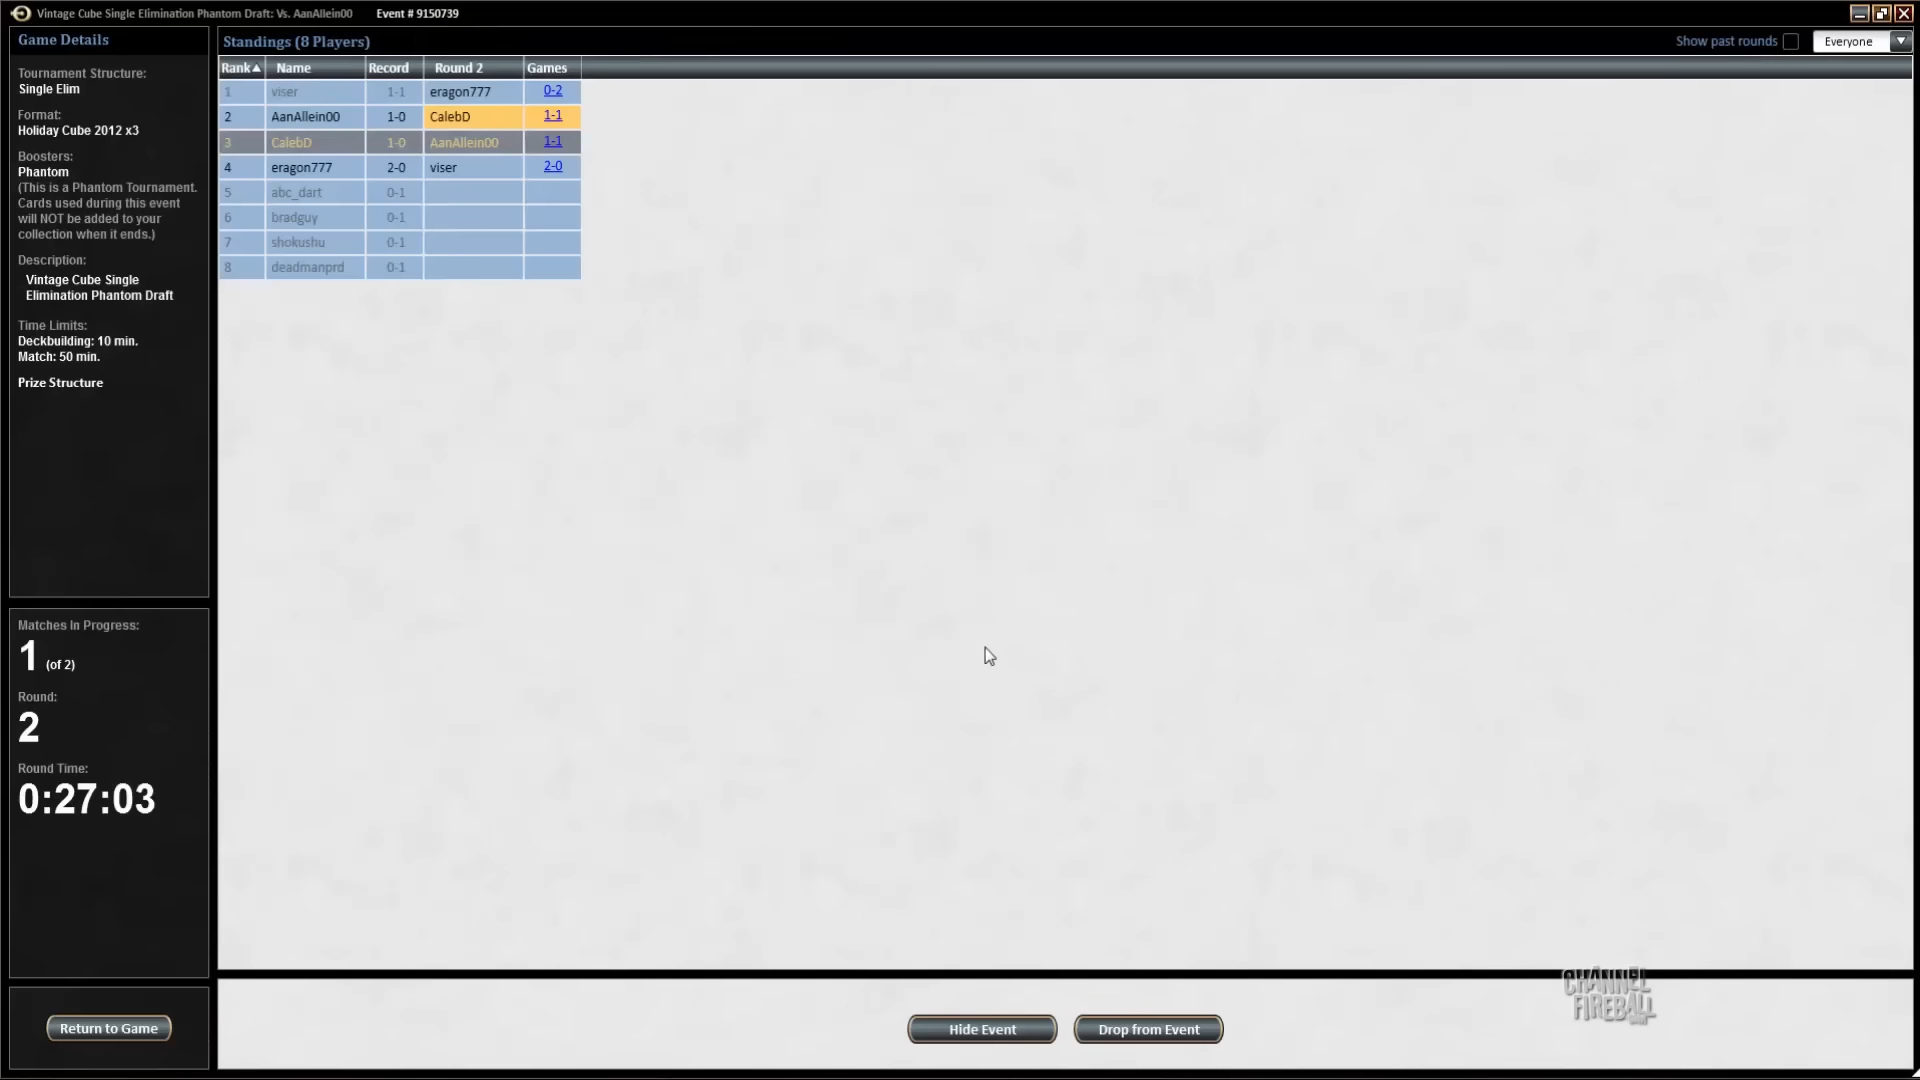 Vintage Cube Single Elimination Phantom Draft: Vs. AanAllein00 Event # 9150739
Game Details
Tournament Structure:
Single Elim
Format:
Holiday Cube 2012 x3
Boosters:
Phantom
(This is a Phantom Tournament.
Cards used during this event
will NOT be added to your
collection when it ends.)
Description:
Vintage Cube Single
Elimination Phantom Draft
Time Limits:
Deckbuilding: 10 min.
Match: 50 min.
Prize Structure
Matches In Progress:
1 (of 2)
Round:
2
Round Time:
0:27:03
Return to Game
Standings (8 Players)
Show past rounds Everyone
Rank Name Record Round 2 Games
1 viser 1-1 eragon777 0-2
2 AanAllein00 1-0 CalebD 1-1
3 CalebD 1-0 AanAllein00 1-1
4 eragon777 2-0 viser 2-0
5 abc_dart 0-1
6 bradguy 0-1
7 shokushu 0-1
8 deadmanprd 0-1
CHANNEL
FIREBALL
Hide Event Drop from Event